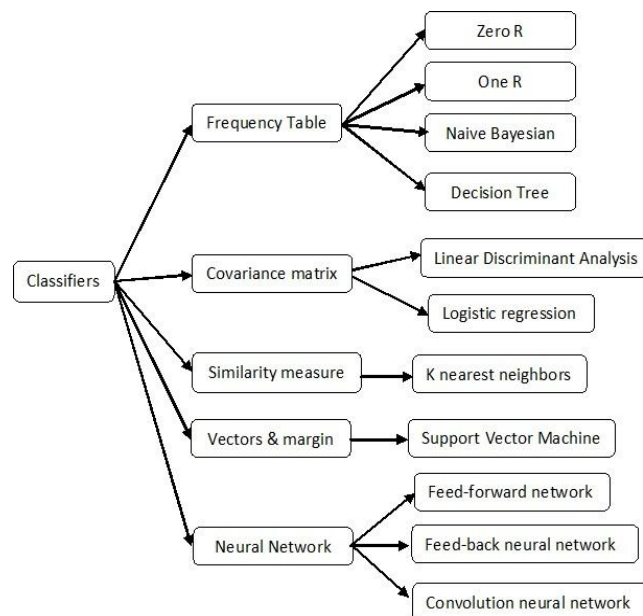 Zero R
One R
Frequency Table
Naive Bayesian
Decision Tree
Classifiers
Covariance matrix
Linear Discriminant Analysis
Logistic regression
Similarity measure
K nearest neighbors
Vectors & margin
Support Vector Machine
Feed-forward network
Neural Network
Feed-back neural network
Convolution neural network